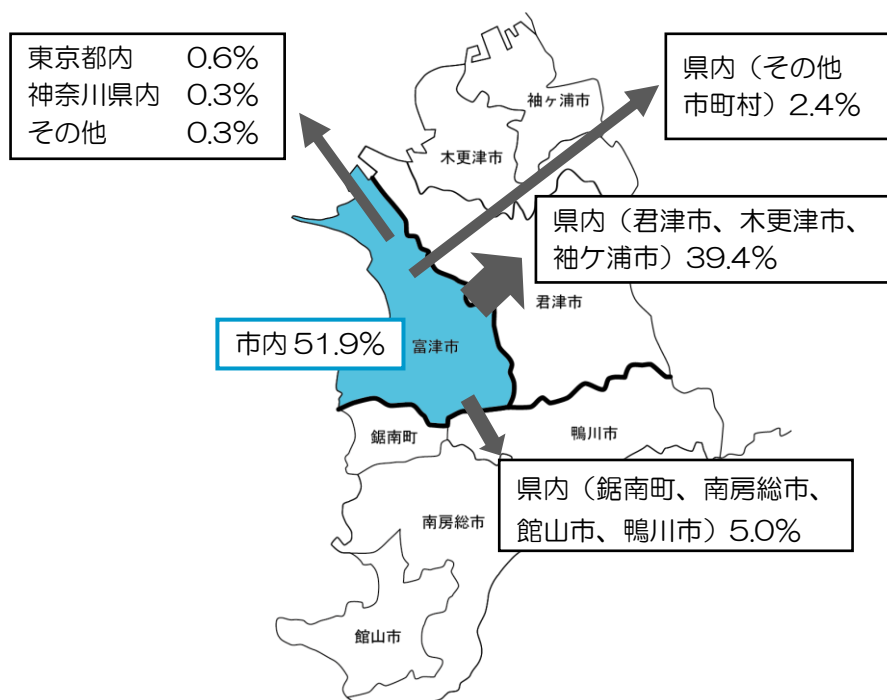 東京都内 0.6%
神奈川県内 0.3%
その他 0.3%
県内（その他
市町村）2.4%
袖ヶ浦市
木更津市
県内（君津市、木更津市、
袖ケ浦市）39.4%
君津市
市内 51.9%
富津市
鋸南町
鴨川市
県内（鋸南町、南房総市、
館山市、鴨川市）5.0%
南房総市
館山市